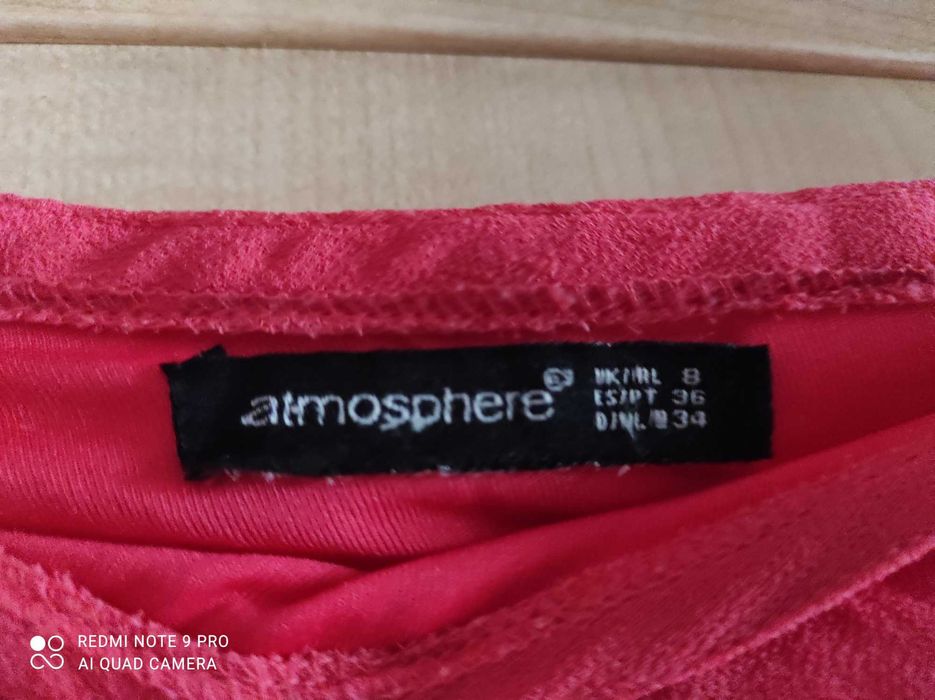 atmosphere
UK/IRL 8
ES/PT 36
D/NL/B 34
REDMI NOTE 9 PRO
AI QUAD CAMERA